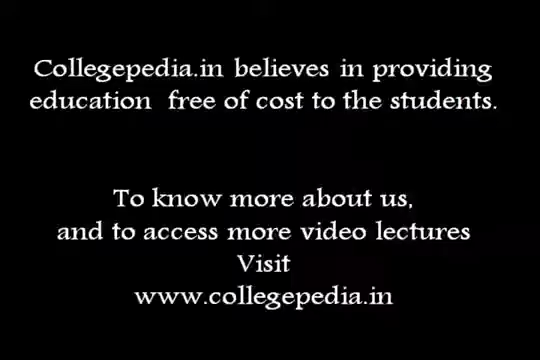 Collegepedia.in believes in providing
education  free of cost to the students.
To know more about us,
and to access more video lectures
Visit
www.collegepedia.in